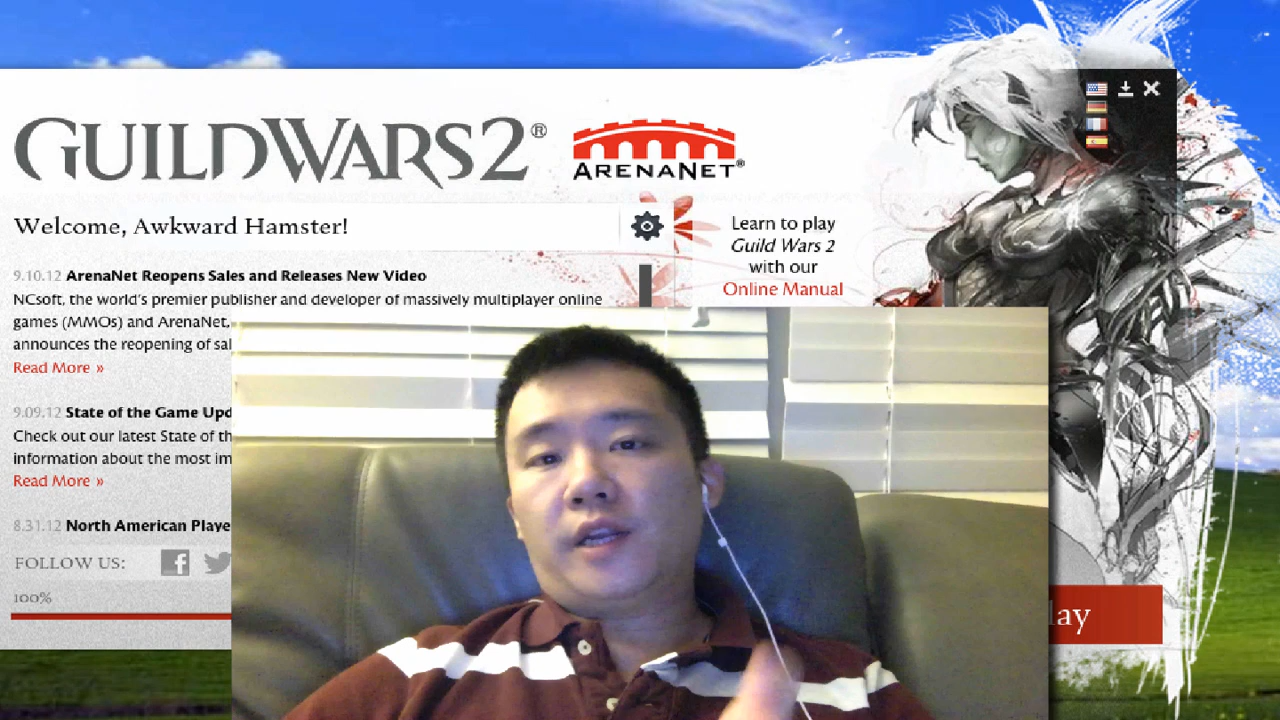 GUILDWARS2®
ARENANET®
Welcome, Awkward Hamster!
Learn to play
Guild Wars 2
with our
Online Manual
9.10.12 ArenaNet Reopens Sales and Releases New Video
NCsoft, the world's premier publisher and developer of massively multiplayer online
games (MMOs) and ArenaNet,
announces the reopening of sal
Read More »
9.09.12 State of the Game Upd
Check out our latest State of th
information about the most im
Read More »
8.31.12 North American Playe
FOLLOW US:
100%
lay